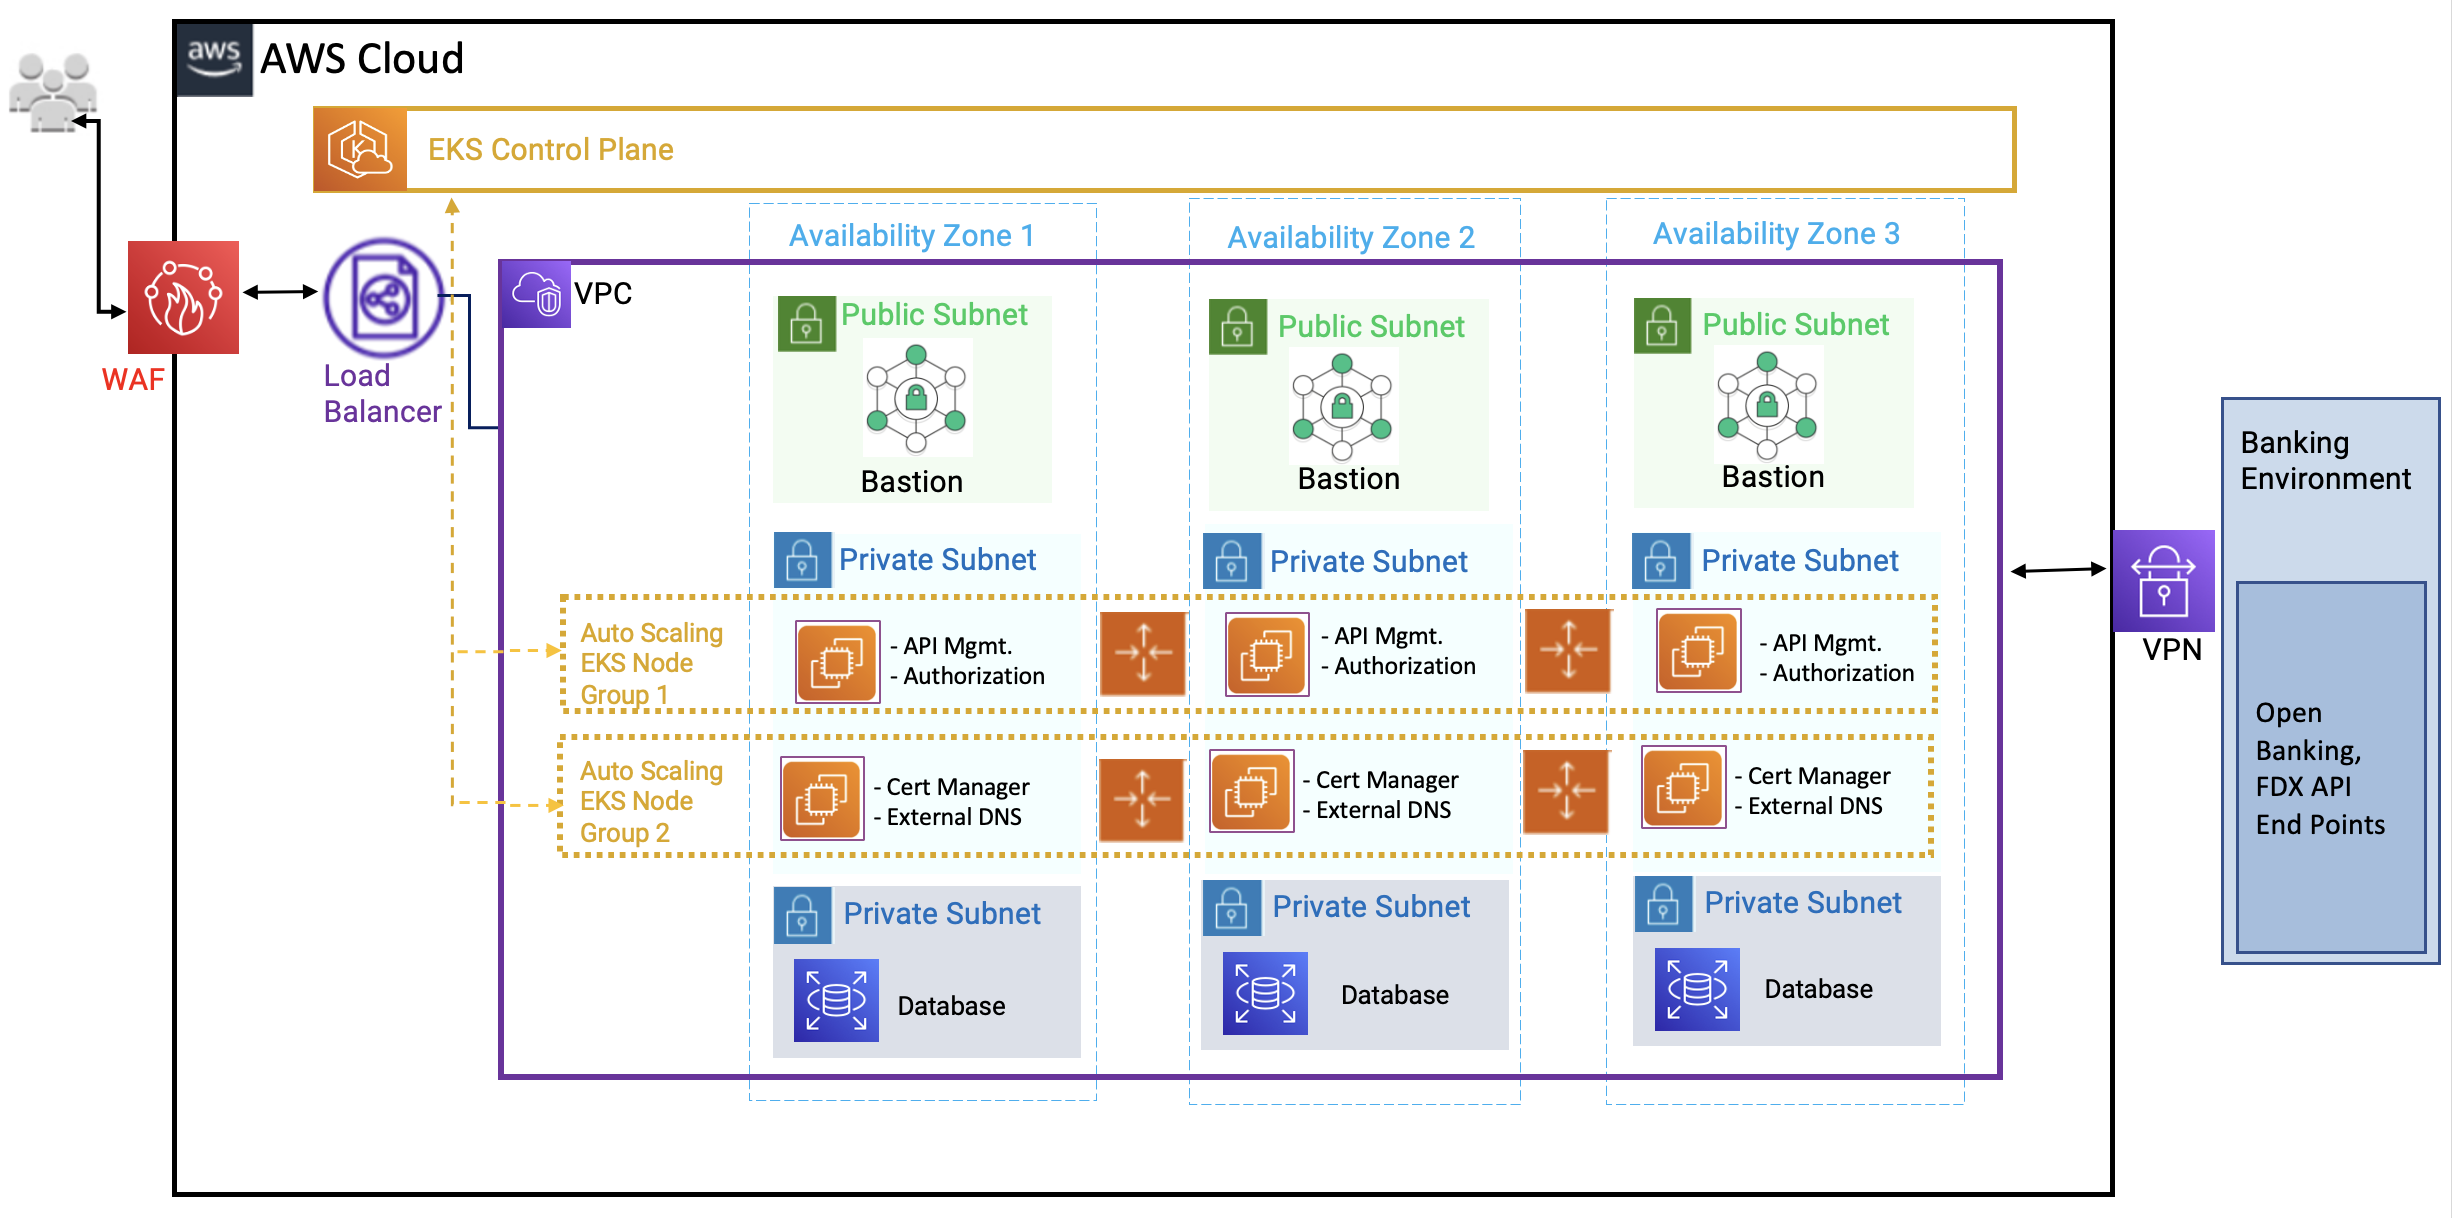 aws
AWS Cloud
EKS Control Plane
Availability Zone 1
Availability Zone 2
Availability Zone 3
WAF
Load
Balancer
VPC
Public Subnet
Bastion
Public Subnet
Bastion
Public Subnet
Bastion
Private Subnet
Private Subnet
Private Subnet
Auto Scaling
EKS Node
Group 1
- API Mgmt.
- Authorization
- API Mgmt.
- Authorization
- API Mgmt.
- Authorization
Auto Scaling
EKS Node
Group 2
- Cert Manager
- External DNS
- Cert Manager
- External DNS
- Cert Manager
- External DNS
Private Subnet
Database
Private Subnet
Database
Private Subnet
Database
VPN
Banking
Environment
Open
Banking,
FDX API
End Points